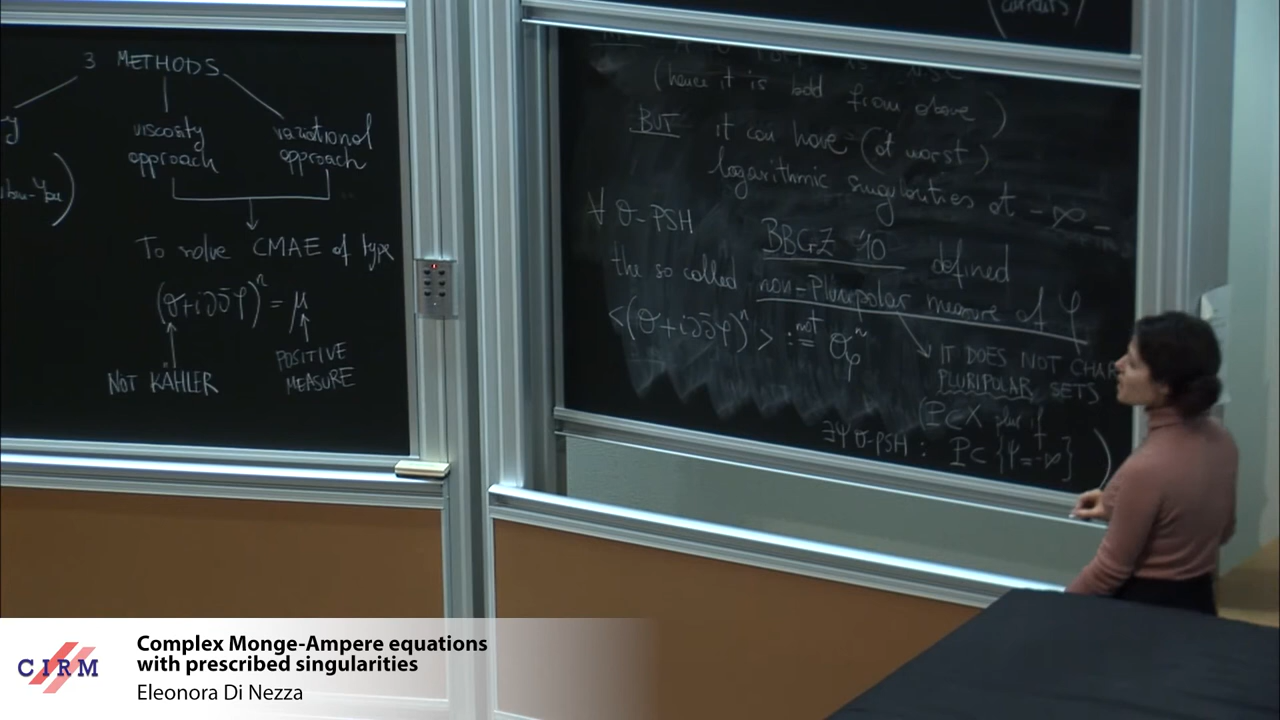 3 METHODS
viscosity approach
variational approach
To solve CMAE of type
(θ+i∂∂̄φ)ⁿ = μ
NOT KÄHLER
POSITIVE MEASURE
(currents)
(hence it is bdd from above)
BUT it can have (at worst)
logarithmic singularities at -∞
∀ θ-PSH
BBGZ '10 defined
the so called non-Pluripolar measure of φ
<(θ+i∂∂̄φ)ⁿ> :=ⁿᵒᵗ θφⁿ
IT DOES NOT CHAR
PLURIPOLAR SETS
(P⊂X if
∃ψ θ-PSH : P⊂{ψ=-∞})
CIRM
Complex Monge-Ampere equations
with prescribed singularities
Eleonora Di Nezza